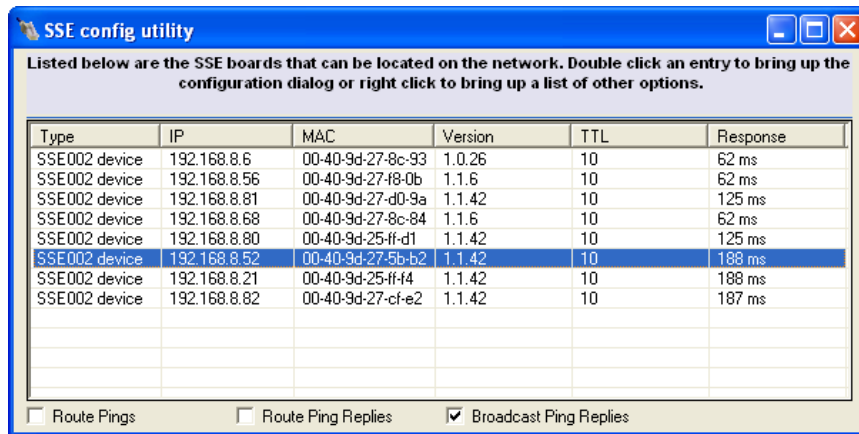 SSE config utility
Listed below are the SSE boards that can be located on the network. Double click an entry to bring up the
configuration dialog or right click to bring up a list of other options.
Type IP MAC Version TTL Response
SSE002 device 192.168.8.6 00-40-9d-27-8c-93 1.0.26 10 62 ms
SSE002 device 192.168.8.56 00-40-9d-27-f8-0b 1.1.6 10 62 ms
SSE002 device 192.168.8.81 00-40-9d-27-d0-9a 1.1.42 10 125 ms
SSE002 device 192.168.8.68 00-40-9d-27-8c-84 1.1.6 10 62 ms
SSE002 device 192.168.8.80 00-40-9d-25-ff-d1 1.1.42 10 125 ms
SSE002 device 192.168.8.52 00-40-9d-27-5b-b2 1.1.42 10 188 ms
SSE002 device 192.168.8.21 00-40-9d-25-ff-f4 1.1.42 10 188 ms
SSE002 device 192.168.8.82 00-40-9d-27-cf-e2 1.1.42 10 187 ms
Route Pings Route Ping Replies Broadcast Ping Replies